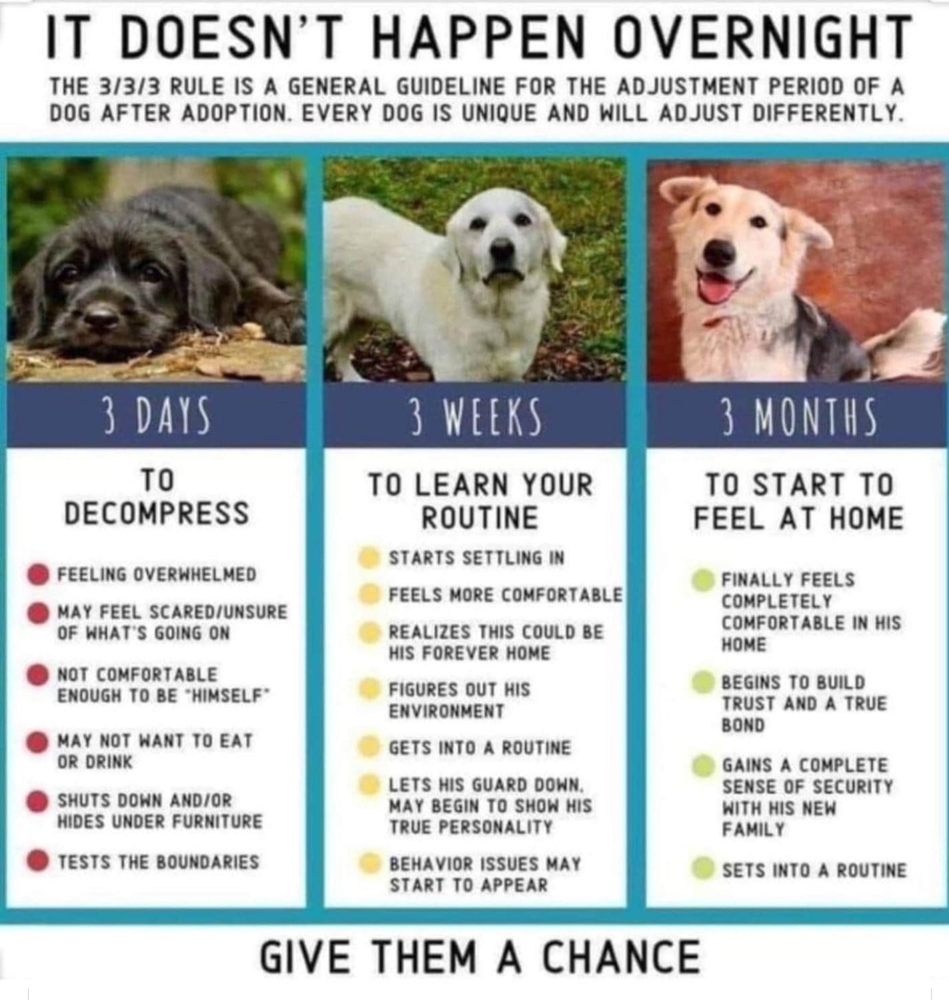 IT DOESN'T HAPPEN OVERNIGHT
THE 3/3/3 RULE IS A GENERAL GUIDELINE FOR THE ADJUSTMENT PERIOD OF A
DOG AFTER ADOPTION. EVERY DOG IS UNIQUE AND WILL ADJUST DIFFERENTLY.
3 DAYS
TO
DECOMPRESS
FEELING OVERWHELMED
MAY FEEL SCARED/UNSURE
OF WHAT'S GOING ON
NOT COMFORTABLE
ENOUGH TO BE "HIMSELF"
MAY NOT WANT TO EAT
OR DRINK
SHUTS DOWN AND/OR
HIDES UNDER FURNITURE
TESTS THE BOUNDARIES
3 WEEKS
TO LEARN YOUR
ROUTINE
STARTS SETTLING IN
FEELS MORE COMFORTABLE
REALIZES THIS COULD BE
HIS FOREVER HOME
FIGURES OUT HIS
ENVIRONMENT
GETS INTO A ROUTINE
LETS HIS GUARD DOWN.
MAY BEGIN TO SHOW HIS
TRUE PERSONALITY
BEHAVIOR ISSUES MAY
START TO APPEAR
3 MONTHS
TO START TO
FEEL AT HOME
FINALLY FEELS
COMPLETELY
COMFORTABLE IN HIS
HOME
BEGINS TO BUILD
TRUST AND A TRUE
BOND
GAINS A COMPLETE
SENSE OF SECURITY
WITH HIS NEW
FAMILY
SETS INTO A ROUTINE
GIVE THEM A CHANCE